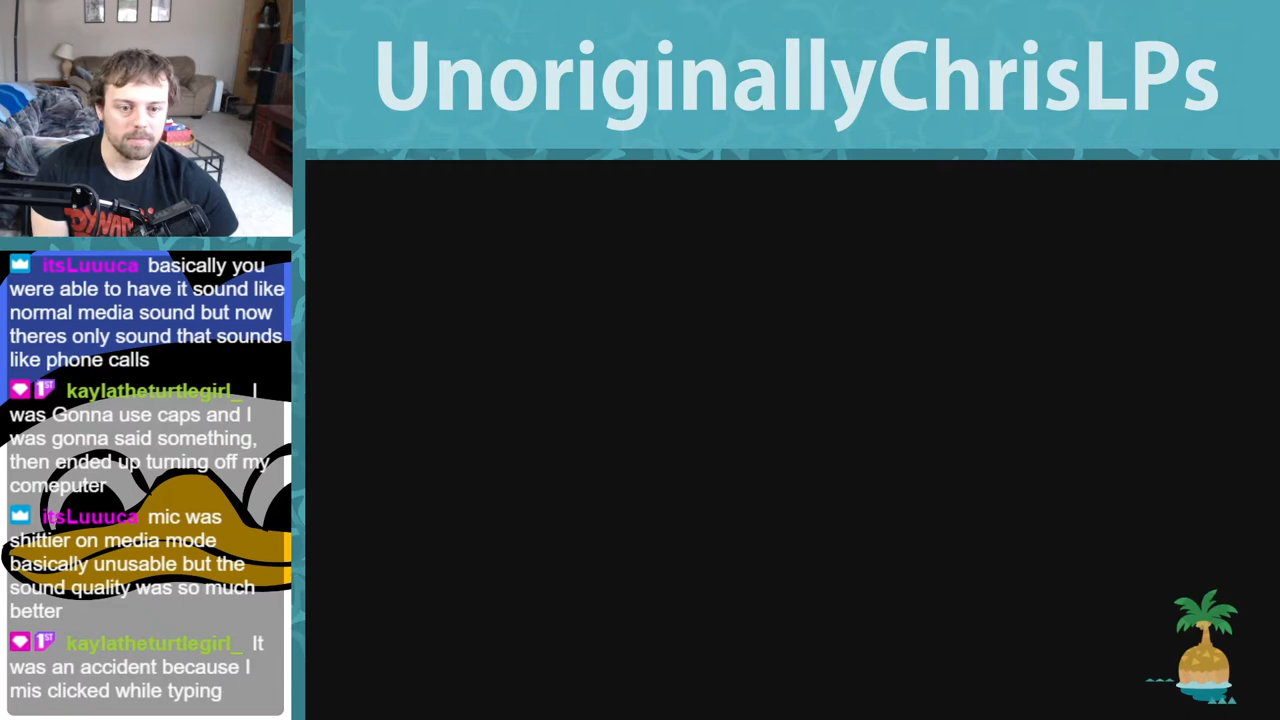 UnoriginallyChrisLPs
itsLuuuca basically you
were able to have it sound like
normal media sound but now
theres only sound that sounds
like phone calls
1ST kaylatheturtlegirl_ I
was Gonna use caps and I
was gonna said something,
then ended up turning off my
comeputer
itsLuuuca mic was
shittier on media mode
basically unusable but the
sound quality was so much
better
1ST kaylatheturtlegirl_ It
was an accident because I
mis clicked while typing